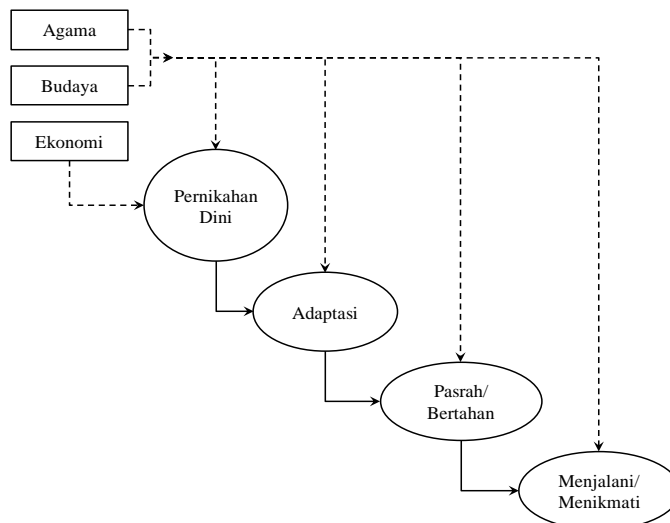 Agama
Budaya
Ekonomi
Pernikahan
Dini
Adaptasi
Pasrah/
Bertahan
Menjalani/
Menikmati